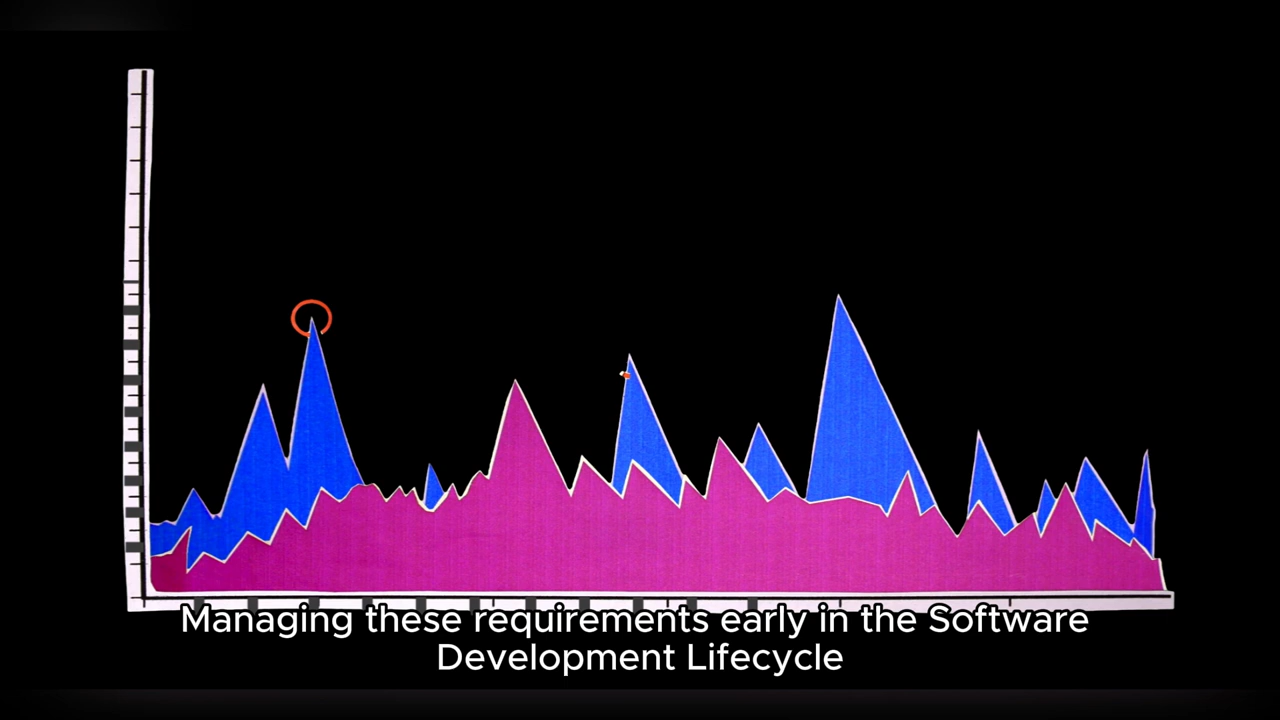 Managing these requirements early in the Software
Development Lifecycle